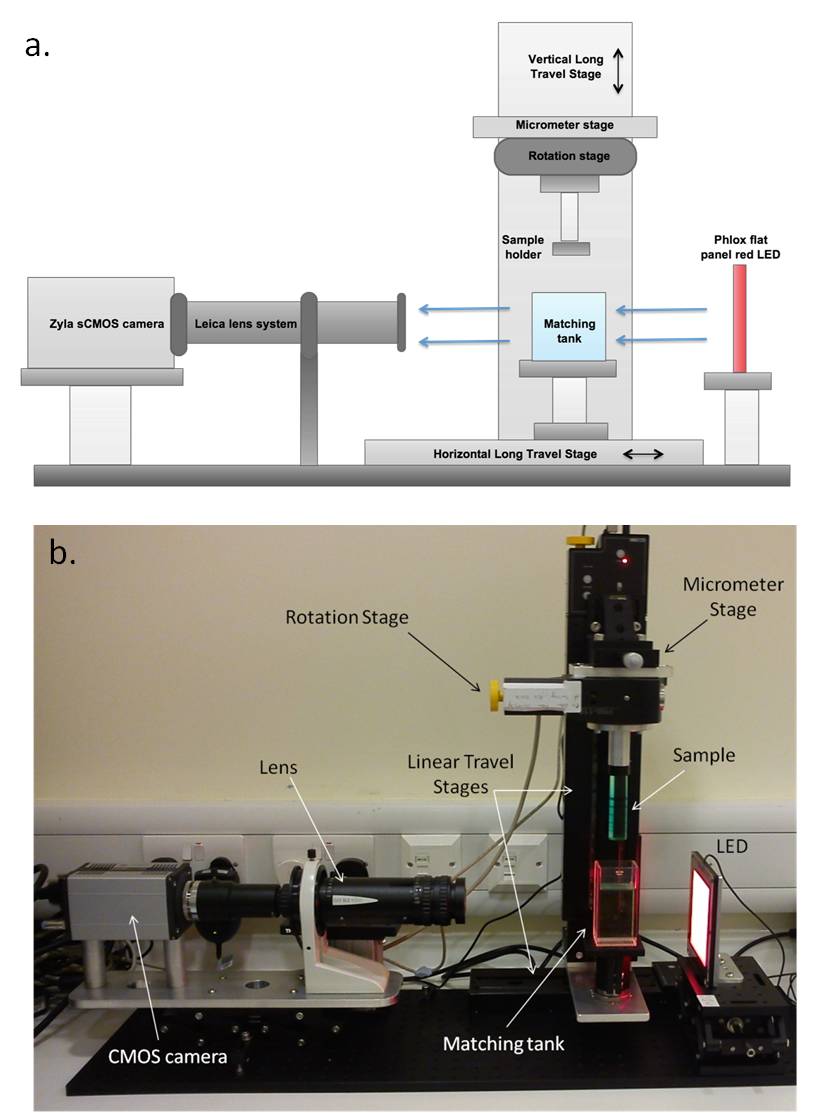 a.
Vertical Long
Travel Stage
Micrometer stage
Rotation stage
Sample
holder
Phlox flat
panel red LED
Zyla sCMOS camera
Leica lens system
Matching
tank
Horizontal Long Travel Stage
b.
Micrometer
Stage
Rotation Stage
Lens
Linear Travel
Stages
Sample
LED
CMOS camera
Matching tank